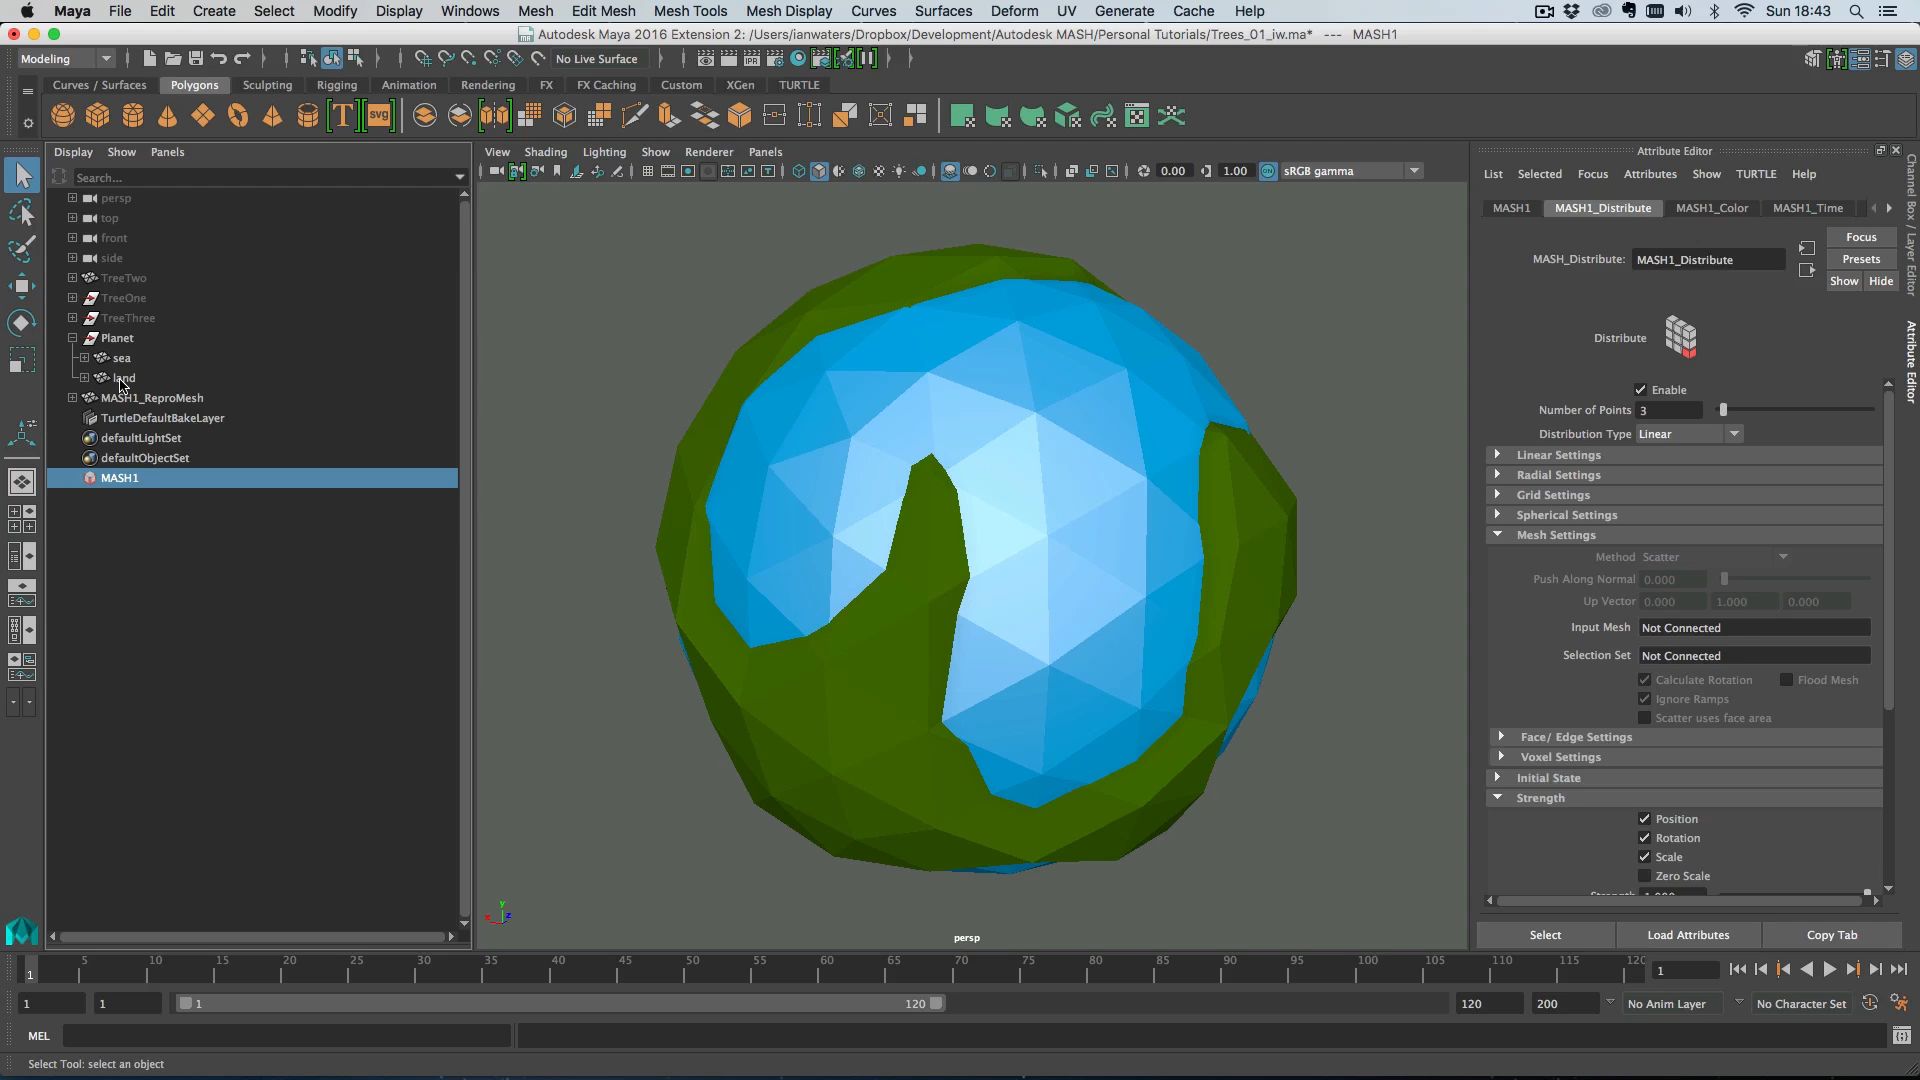 Maya File Edit Create Select Modify Display Windows Mesh Edit Mesh Mesh Tools Mesh Display Curves Surfaces Deform UV Generate Cache Help Sun 18:43
Autodesk Maya 2016 Extension 2: /Users/ianwaters/Dropbox/Development/Autodesk MASH/Personal Tutorials/Trees_01_iw.ma* --- MASH1
Modeling No Live Surface IPR
Curves / Surfaces Polygons Sculpting Rigging Animation Rendering FX FX Caching Custom XGen TURTLE
T svg
Display Show Panels
Search...
persp
top
front
side
TreeTwo
TreeOne
TreeThree
Planet
sea
land
MASH1_ReproMesh
TurtleDefaultBakeLayer
defaultLightSet
defaultObjectSet
MASH1
View Shading Lighting Show Renderer Panels
0.00 1.00 ON sRGB gamma
y
x z
persp
Attribute Editor
List Selected Focus Attributes Show TURTLE Help
MASH1 MASH1_Distribute MASH1_Color MASH1_Time
MASH_Distribute: MASH1_Distribute
Focus
Presets
Show Hide
Distribute
Enable
Number of Points 3
Distribution Type Linear
Linear Settings
Radial Settings
Grid Settings
Spherical Settings
Mesh Settings
Method Scatter
Push Along Normal 0.000
Up Vector 0.000 1.000 0.000
Input Mesh Not Connected
Selection Set Not Connected
Calculate Rotation Flood Mesh
Ignore Ramps
Scatter uses face area
Face/ Edge Settings
Voxel Settings
Initial State
Strength
Position
Rotation
Scale
Zero Scale
Select Load Attributes Copy Tab
Channel Box / Layer Editor
Attribute Editor
1 5 10 15 20 25 30 35 40 45 50 55 60 65 70 75 80 85 90 95 100 105 110 115 120 1
1 1 1 120 120 200 No Anim Layer No Character Set
MEL
Select Tool: select an object